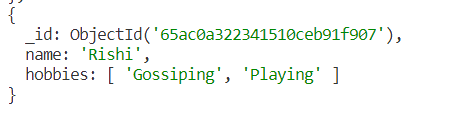 {
_id: ObjectId('65ac0a322341510ceb91f907'),
name: 'Rishi',
hobbies: [ 'Gossiping', 'Playing' ]
}